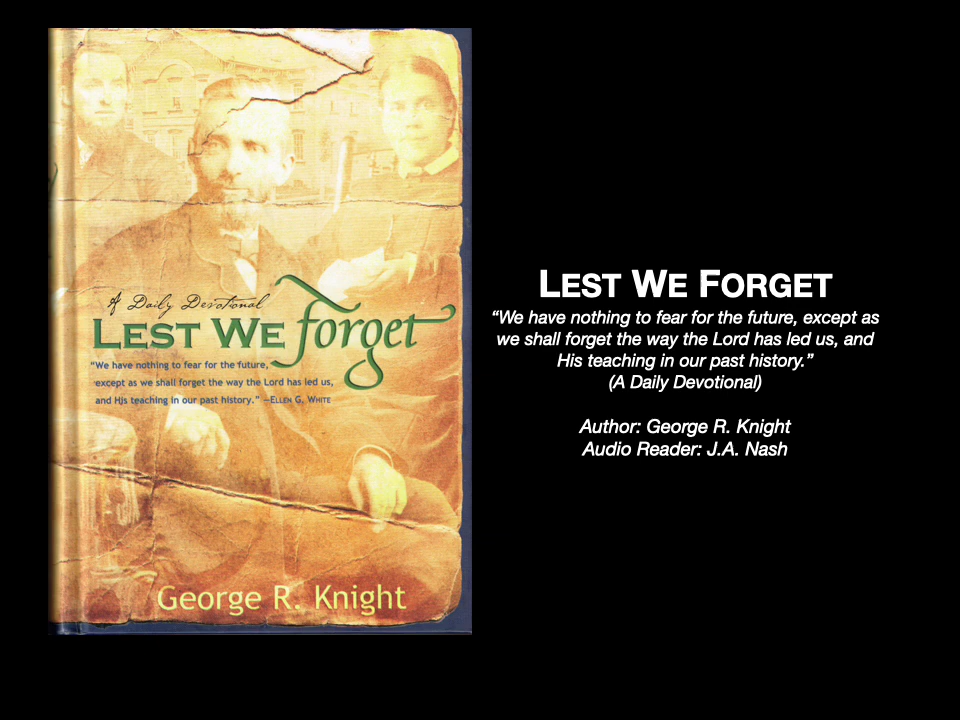 A Daily Devotional
LEST WE forget
“We have nothing to fear for the future,
except as we shall forget the way the Lord has led us,
and His teaching in our past history.” —ELLEN G. WHITE
George R. Knight
LEST WE FORGET
“We have nothing to fear for the future, except as
we shall forget the way the Lord has led us, and
His teaching in our past history.”
(A Daily Devotional)
Author: George R. Knight
Audio Reader: J.A. Nash